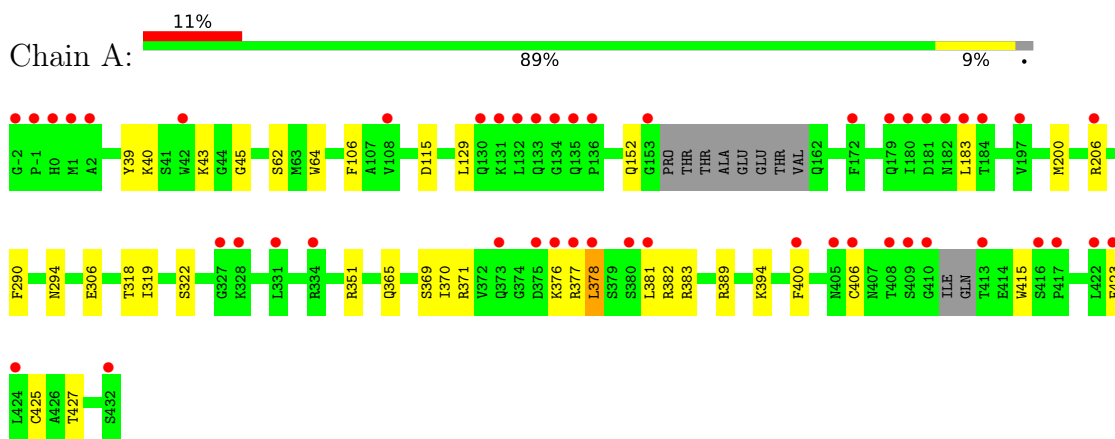 11%
Chain A:
89% 9% •
G-2 P-1 H0 M1 A2 Y39 K40 S41 W42 K43 G44 G45 S62 M63 W64 F106 A107 V108 D115 L129 Q130 K131 L132 Q133 G134 Q135 P136 Q152 G153 PRO THR THR ALA GLU GLU THR VAL Q162 F172 Q179 I180 D181 N182 L183 T184 V197 M200 R206
F290 N294 E306 T318 I319 S322 G327 K328 L331 R334 R351 Q365 S369 I370 R371 V372 Q373 G374 D375 K376 R377 L378 S379 S380 L381 R382 R383 R389 K394 F400 N405 C406 N407 T408 S409 G410 ILE GLN T413 E414 W415 S416 P417 L422
L424 C425 A426 T427 S432